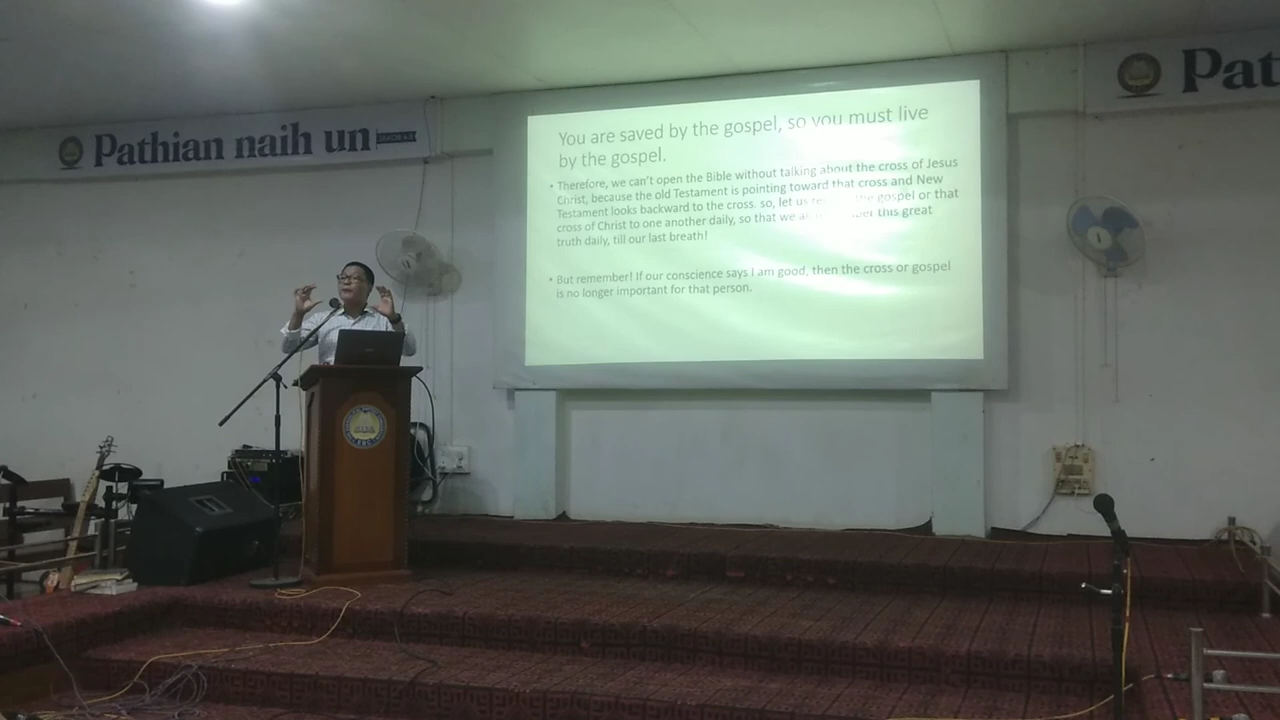 Pathian naih un
Pat
You are saved by the gospel, so you must live
by the gospel.
• Therefore, we can't open the Bible without talking about the cross of Jesus
Christ, because the old Testament is pointing toward that cross and New
Testament looks backward to the cross. so, let us the gospel or that
cross of Christ to one another daily, so that we this great
truth daily, till our last breath!
• But remember! If our conscience says I am good, then the cross or gospel
is no longer important for that person.